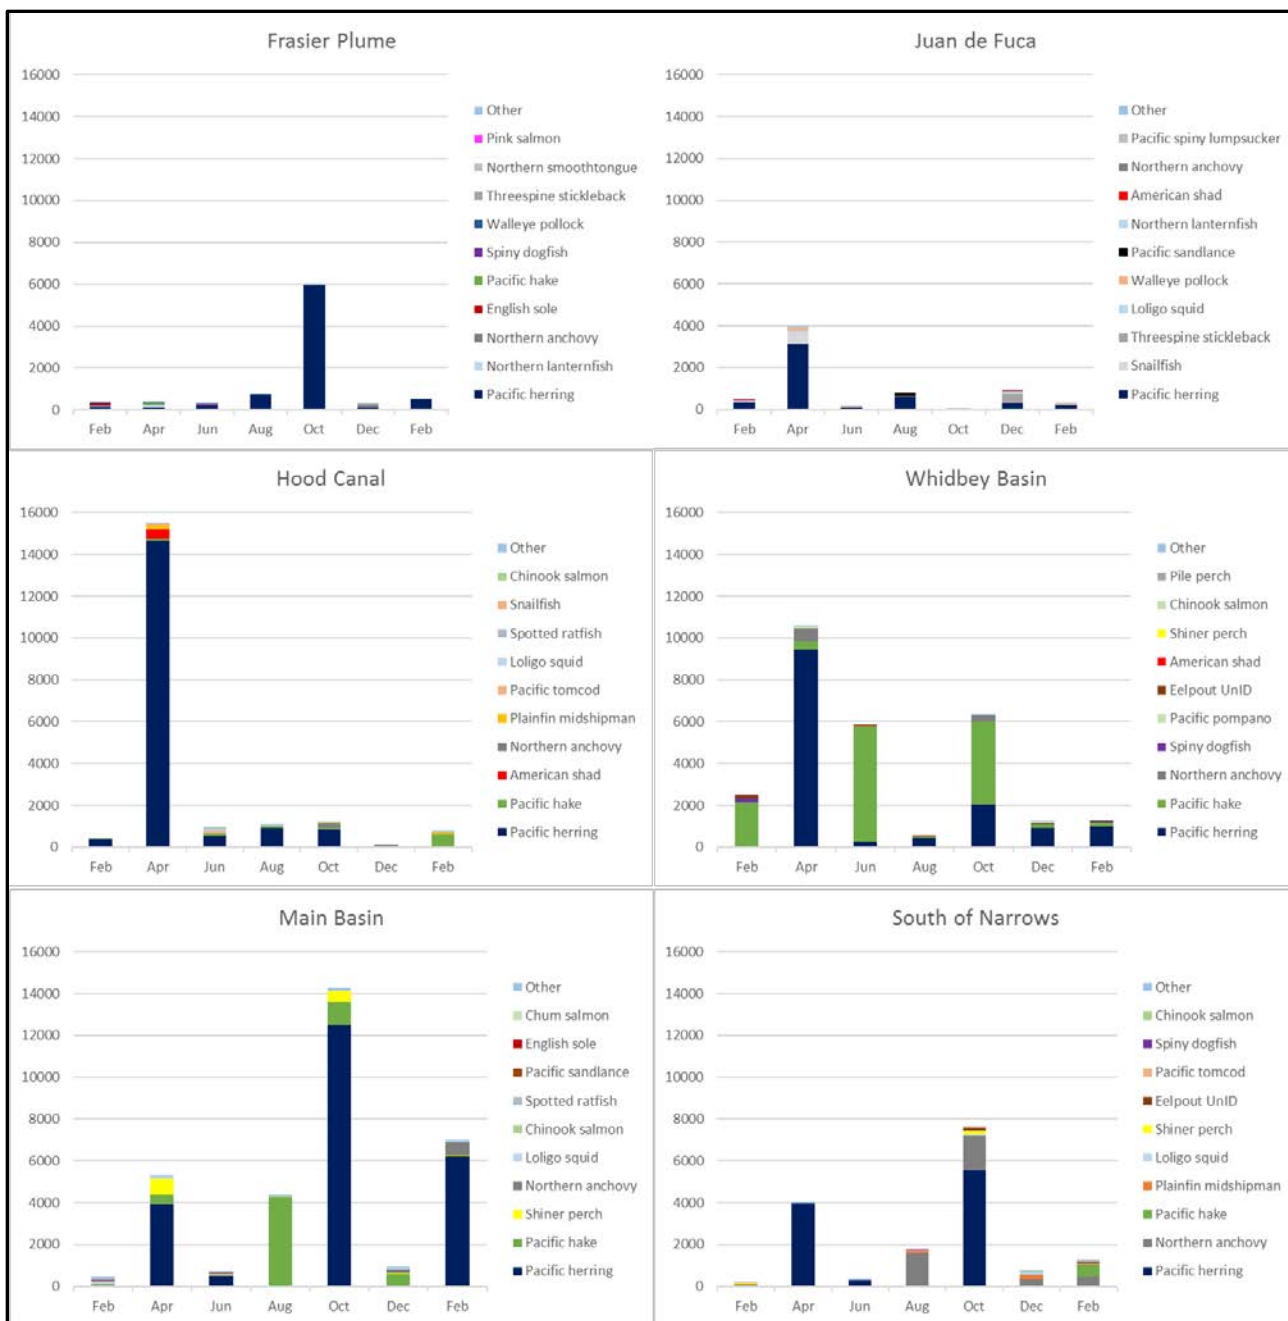 Frasier Plume
16000
14000
12000
10000
8000
6000
4000
2000
0
Feb Apr Jun Aug Oct Dec Feb
Other
Pink salmon
Northern smoothtongue
Threespine stickleback
Walleye pollock
Spiny dogfish
Pacific hake
English sole
Northern anchovy
Northern lanternfish
Pacific herring
Juan de Fuca
16000
14000
12000
10000
8000
6000
4000
2000
0
Feb Apr Jun Aug Oct Dec Feb
Other
Pacific spiny lumpsucker
Northern anchovy
American shad
Northern lanternfish
Pacific sandlance
Walleye pollock
Loligo squid
Threespine stickleback
Snailfish
Pacific herring
Hood Canal
16000
14000
12000
10000
8000
6000
4000
2000
0
Feb Apr Jun Aug Oct Dec Feb
Other
Chinook salmon
Snailfish
Spotted ratfish
Loligo squid
Pacific tomcod
Plainfin midshipman
Northern anchovy
American shad
Pacific hake
Pacific herring
Whidbey Basin
16000
14000
12000
10000
8000
6000
4000
2000
0
Feb Apr Jun Aug Oct Dec Feb
Other
Pile perch
Chinook salmon
Shiner perch
American shad
Eelpout UnID
Pacific pompano
Spiny dogfish
Northern anchovy
Pacific hake
Pacific herring
Main Basin
16000
14000
12000
10000
8000
6000
4000
2000
0
Feb Apr Jun Aug Oct Dec Feb
Other
Chum salmon
English sole
Pacific sandlance
Spotted ratfish
Chinook salmon
Loligo squid
Northern anchovy
Shiner perch
Pacific hake
Pacific herring
South of Narrows
16000
14000
12000
10000
8000
6000
4000
2000
0
Feb Apr Jun Aug Oct Dec Feb
Other
Chinook salmon
Spiny dogfish
Pacific tomcod
Eelpout UnID
Shiner perch
Loligo squid
Plainfin midshipman
Pacific hake
Northern anchovy
Pacific herring